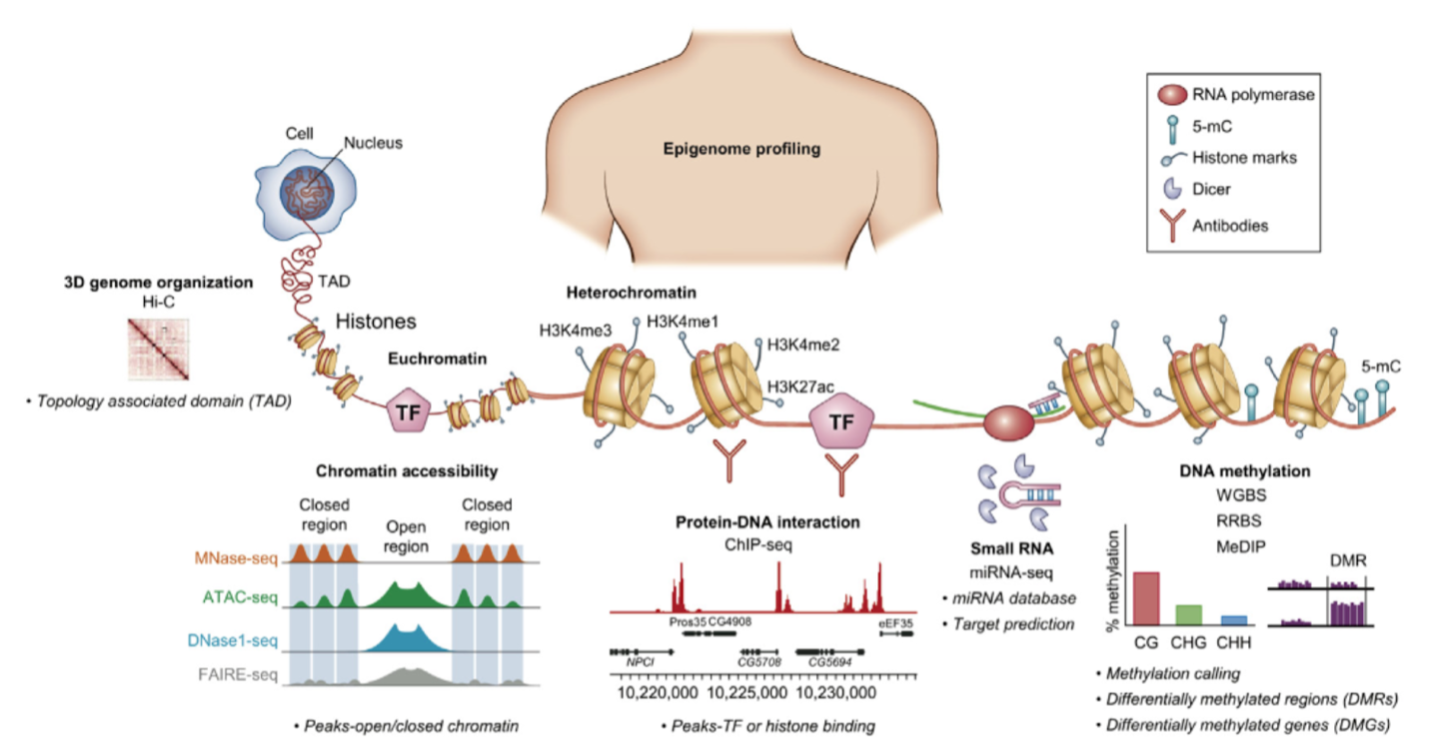 Epigenome profiling
RNA polymerase
5-mC
Histone marks
Dicer
Antibodies
Cell
Nucleus
3D genome organization
Hi-C
TAD
• Topology associated domain (TAD)
Histones
Euchromatin
TF
Heterochromatin
H3K4me3
H3K4me1
H3K4me2
H3K27ac
TF
5-mC
Chromatin accessibility
Closed
region
Open
region
Closed
region
MNase-seq
ATAC-seq
DNase1-seq
FAIRE-seq
• Peaks-open/closed chromatin
Protein-DNA interaction
ChIP-seq
Pros35 CG4908
eEF35
NPCI
CG5708
CG5694
10,220,000 10,225,000 10,230,000
• Peaks-TF or histone binding
Small RNA
miRNA-seq
• miRNA database
• Target prediction
DNA methylation
WGBS
RRBS
MeDIP
% methylation
CG CHG CHH
DMR
• Methylation calling
• Differentially methylated regions (DMRs)
• Differentially methylated genes (DMGs)